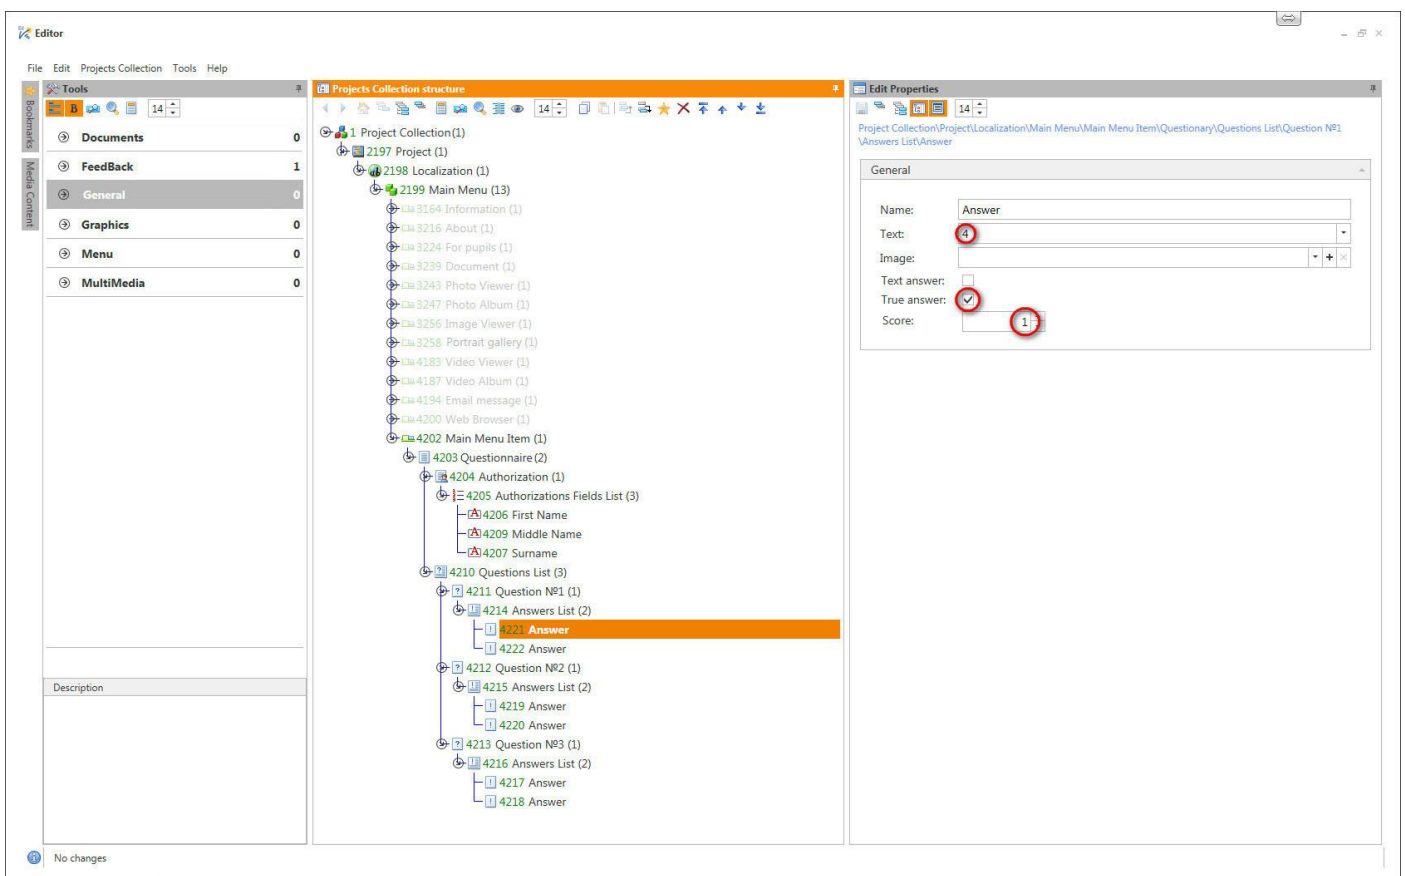 Editor
File Edit Projects Collection Tools Help
Bookmarks
Media Content
Tools
B 14
Documents 0
FeedBack 1
General 0
Graphics 0
Menu 0
MultiMedia 0
Description
Projects Collection structure
14
1 Project Collection(1)
2197 Project (1)
2198 Localization (1)
2199 Main Menu (13)
3164 Information (1)
3216 About (1)
3224 For pupils (1)
3239 Document (1)
3243 Photo Viewer (1)
3247 Photo Album (1)
3256 Image Viewer (1)
3258 Portrait gallery (1)
4183 Video Viewer (1)
4187 Video Album (1)
4194 Email message (1)
4200 Web Browser (1)
4202 Main Menu Item (1)
4203 Questionnaire(2)
4204 Authorization (1)
4205 Authorizations Fields List (3)
4206 First Name
4209 Middle Name
4207 Surname
4210 Questions List (3)
4211 Question №1 (1)
4214 Answers List (2)
4221 Answer
4222 Answer
4212 Question №2 (1)
4215 Answers List (2)
4219 Answer
4220 Answer
4213 Question №3 (1)
4216 Answers List (2)
4217 Answer
4218 Answer
Edit Properties
14
Project Collection\Project\Localization\Main Menu\Main Menu Item\Questionary\Questions List\Question №1
\Answers List\Answer
General
Name: Answer
Text: 4
Image:
Text answer:
True answer:
Score: 1
No changes